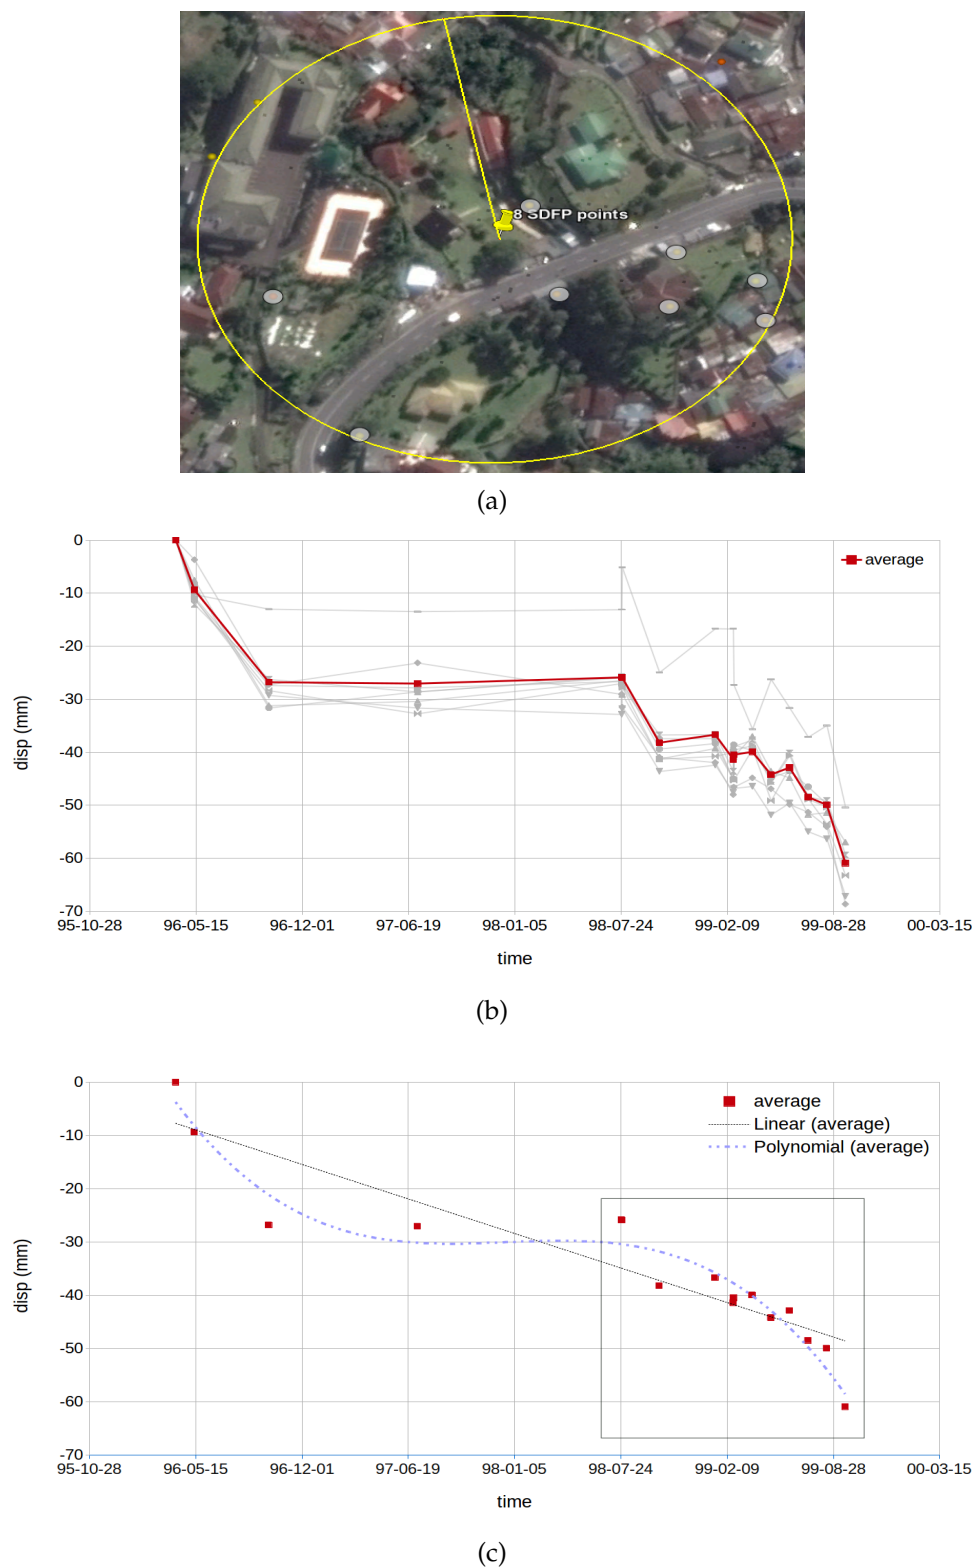 8 SDFP points
(a)
0
-10
-20
-30
-40
-50
-60
-70
disp (mm)
average
95-10-28 96-05-15 96-12-01 97-06-19 98-01-05 98-07-24 99-02-09 99-08-28 00-03-15
time
(b)
0
-10
-20
-30
-40
-50
-60
-70
disp (mm)
average
Linear (average)
Polynomial (average)
95-10-28 96-05-15 96-12-01 97-06-19 98-01-05 98-07-24 99-02-09 99-08-28 00-03-15
time
(c)